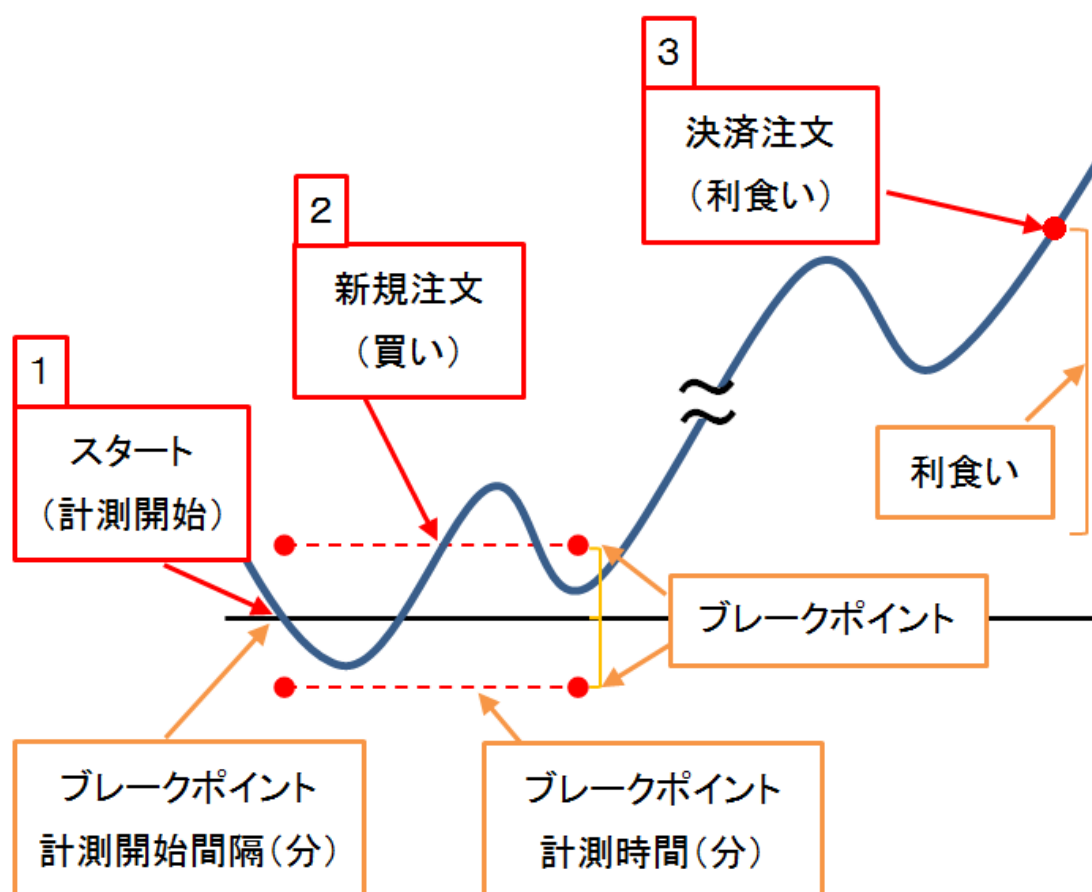 1
スタート
（計測開始）
2
新規注文
（買い）
3
決済注文
（利食い）
利食い
ブレークポイント
ブレークポイント
計測開始間隔（分）
ブレークポイント
計測時間（分）